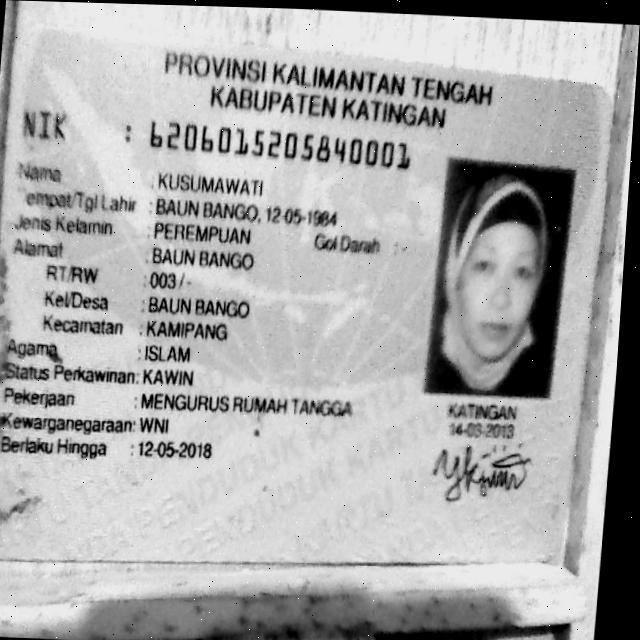 PROVINSI KALIMANTAN TENGAH
KABUPATEN KATINGAN
NIK : 6206015205840001
Nama : KUSUMAWATI
Tempat/Tgl Lahir : BAUN BANGO, 12-05-1984
Jenis Kelamin : PEREMPUAN Gol Darah : -
Alamat : BAUN BANGO
RT/RW : 003 / -
Kel/Desa : BAUN BANGO
Kecamatan : KAMIPANG
Agama : ISLAM
Status Perkawinan: KAWIN
Pekerjaan : MENGURUS RUMAH TANGGA
Kewarganegaraan: WNI
Berlaku Hingga : 12-05-2018
KATINGAN
14-03-2013